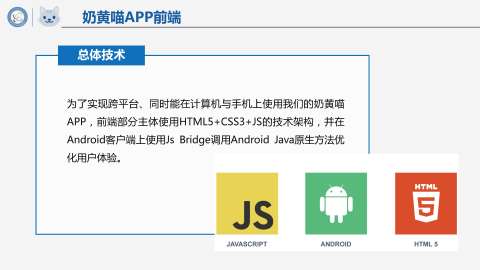 奶黄喵APP前端
总体技术
为了实现跨平台、同时能在计算机与手机上使用我们的奶黄喵
APP，前端部分主体使用HTML5+CSS3+JS的技术架构，并在
Android客户端上使用Js Bridge调用Android Java原生方法优
化用户体验。
JS
HTML
5
JAVASCRIPT
ANDROID
HTML 5